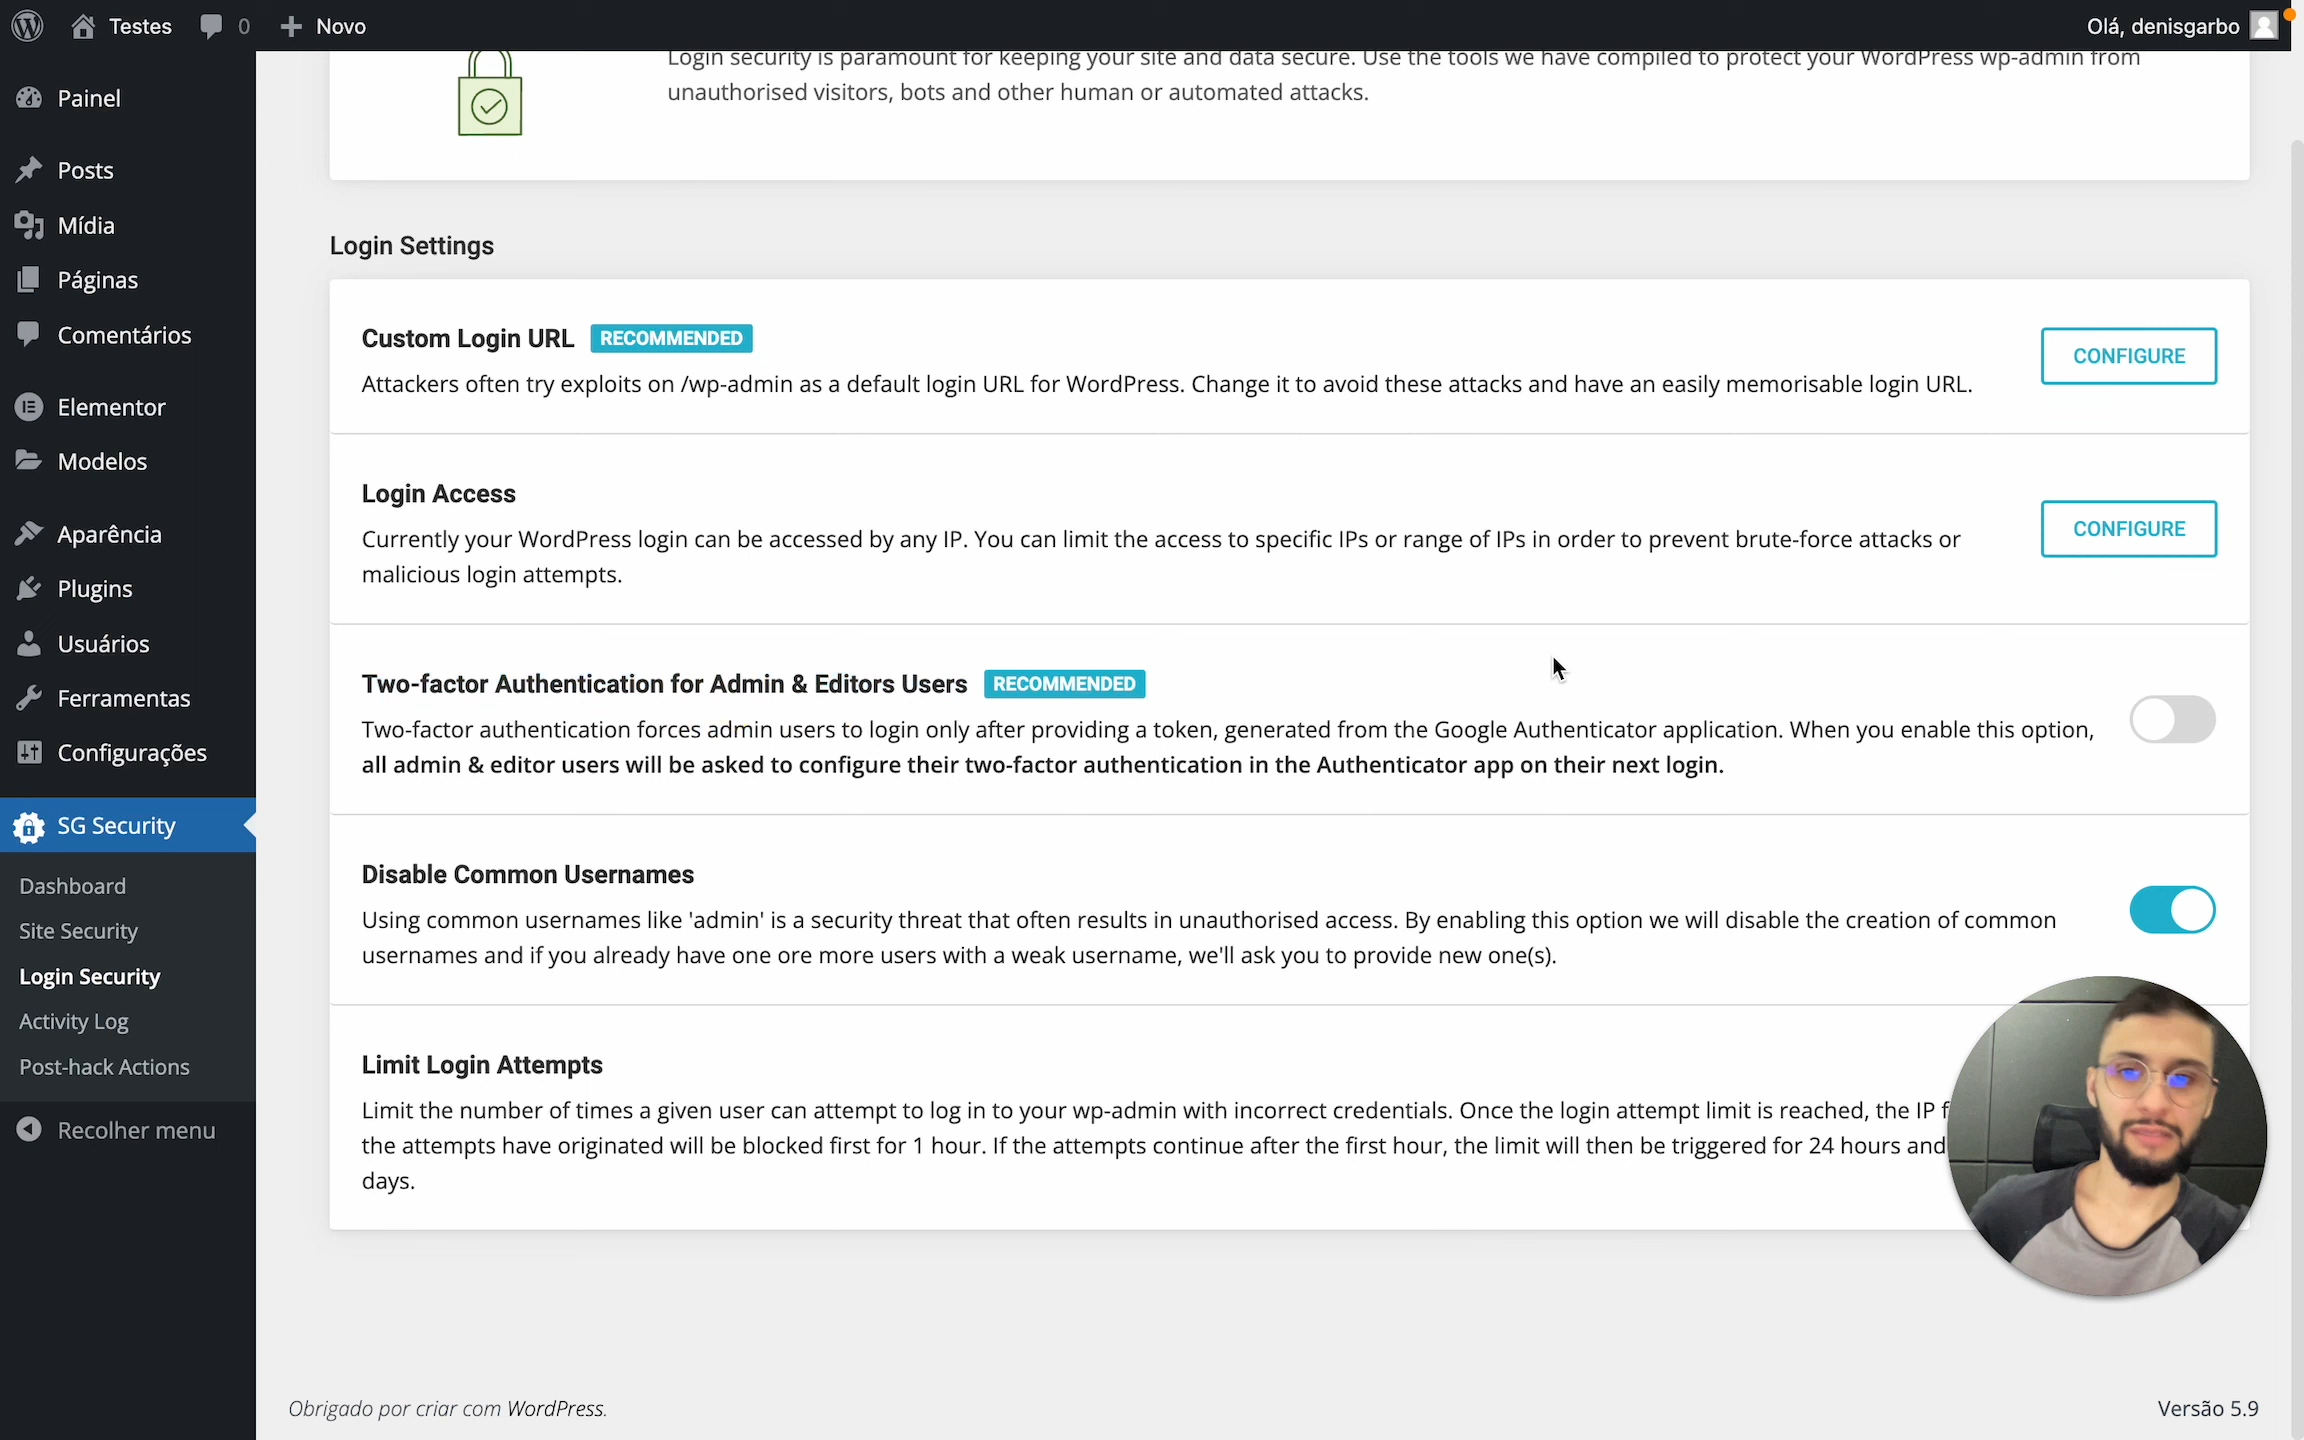 Testes
0
Novo
Olá, denisgarbo
Painel
Posts
Mídia
Páginas
Comentários
Elementor
Modelos
Aparência
Plugins
Usuários
Ferramentas
Configurações
SG Security
Dashboard
Site Security
Login Security
Activity Log
Post-hack Actions
Recolher menu
Login security is paramount for keeping your site and data secure. Use the tools we have compiled to protect your WordPress wp-admin from
unauthorised visitors, bots and other human or automated attacks.
Login Settings
Custom Login URL RECOMMENDED
Attackers often try exploits on /wp-admin as a default login URL for WordPress. Change it to avoid these attacks and have an easily memorisable login URL.
CONFIGURE
Login Access
Currently your WordPress login can be accessed by any IP. You can limit the access to specific IPs or range of IPs in order to prevent brute-force attacks or
malicious login attempts.
CONFIGURE
Two-factor Authentication for Admin & Editors Users RECOMMENDED
Two-factor authentication forces admin users to login only after providing a token, generated from the Google Authenticator application. When you enable this option,
all admin & editor users will be asked to configure their two-factor authentication in the Authenticator app on their next login.
Disable Common Usernames
Using common usernames like 'admin' is a security threat that often results in unauthorised access. By enabling this option we will disable the creation of common
usernames and if you already have one ore more users with a weak username, we'll ask you to provide new one(s).
Limit Login Attempts
Limit the number of times a given user can attempt to log in to your wp-admin with incorrect credentials. Once the login attempt limit is reached, the IP
the attempts have originated will be blocked first for 1 hour. If the attempts continue after the first hour, the limit will then be triggered for 24 hours and
days.
Obrigado por criar com WordPress.
Versão 5.9